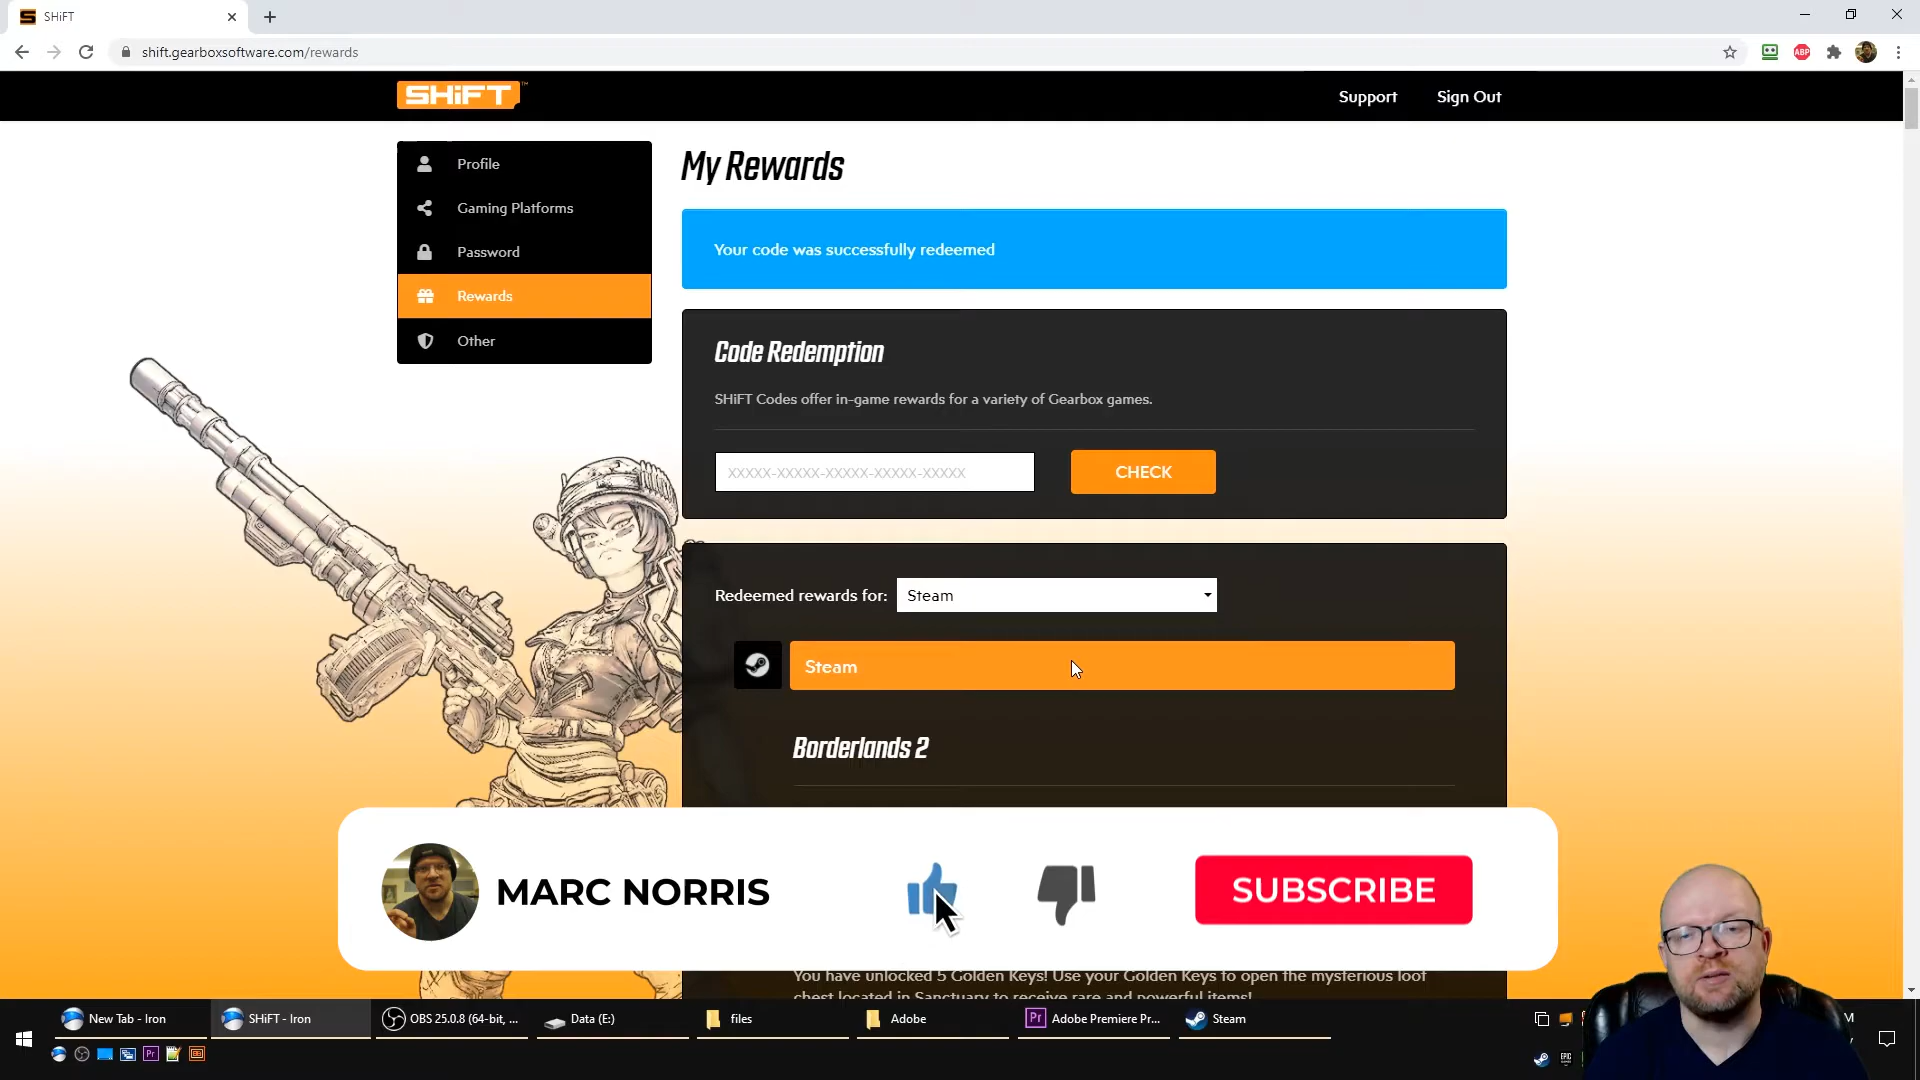 SHiFT
shift.gearboxsoftware.com/rewards
ABP
SHiFT
Support
Sign Out
Profile
Gaming Platforms
Password
Rewards
Other
My Rewards
Your code was successfully redeemed
Code Redemption
SHiFT Codes offer in-game rewards for a variety of Gearbox games.
XXXXX-XXXXX-XXXXX-XXXXX-XXXXX
CHECK
Redeemed rewards for:
Steam
Steam
Borderlands 2
MARC NORRIS
SUBSCRIBE
You have unlocked 5 Golden Keys! Use your Golden Keys to open the mysterious loot
chest located in Sanctuary to receive rare and powerful items!
New Tab - Iron
SHiFT - Iron
OBS 25.0.8 (64-bit, ...
Data (E:)
files
Adobe
Pr
Adobe Premiere Pr...
Steam
Pr
EPIC
M